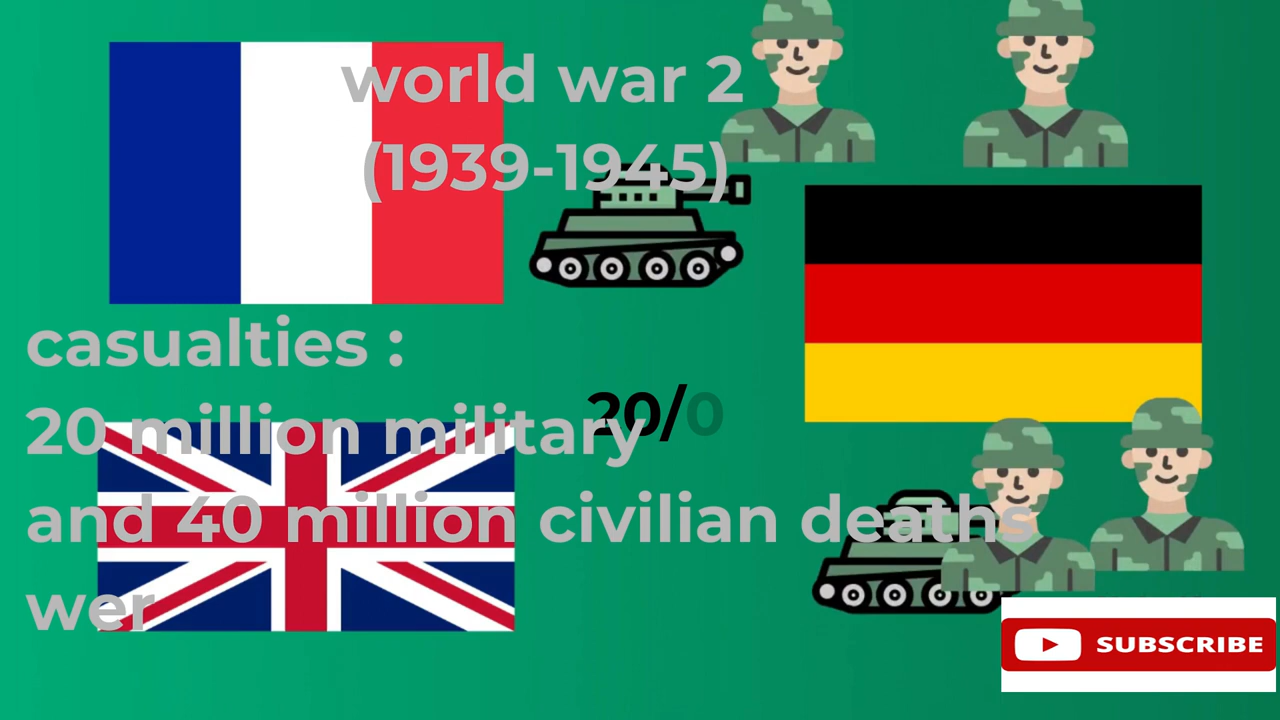 world war 2
(1939-1945)
casualties :
20/0
20 million military
and 40 million civilian deaths
wer
SUBSCRIBE